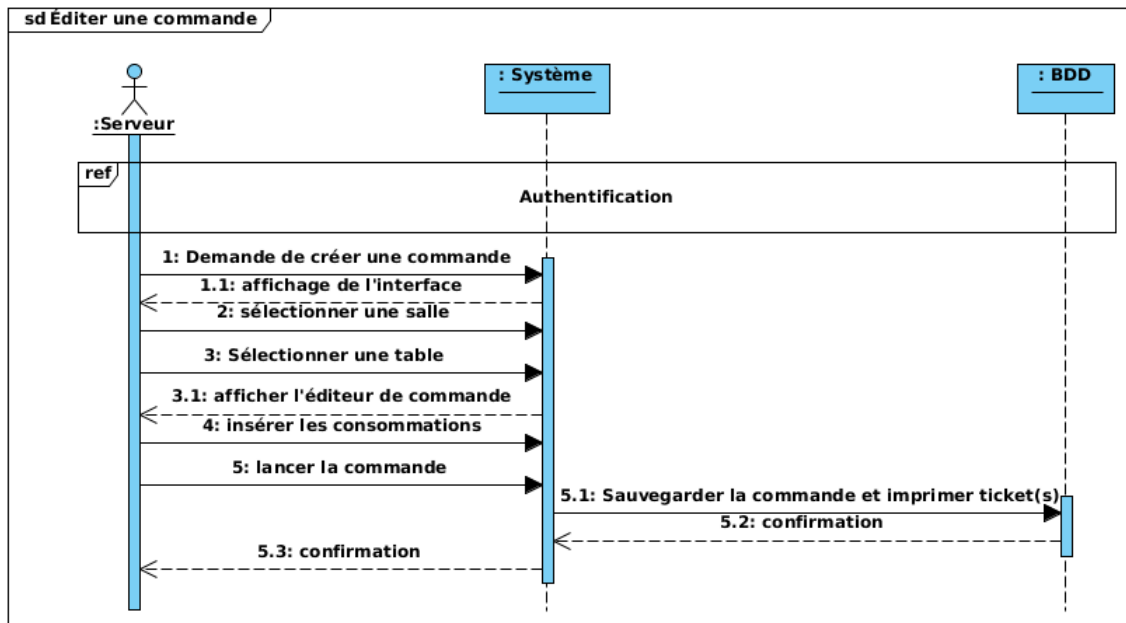 sd Éditer une commande
: Système
: BDD
:Serveur
ref
Authentification
1: Demande de créer une commande
1.1: affichage de l'interface
2: sélectionner une salle
3: Sélectionner une table
3.1: afficher l'éditeur de commande
4: insérer les consommations
5: lancer la commande
5.1: Sauvegarder la commande et imprimer ticket(s)
5.2: confirmation
5.3: confirmation